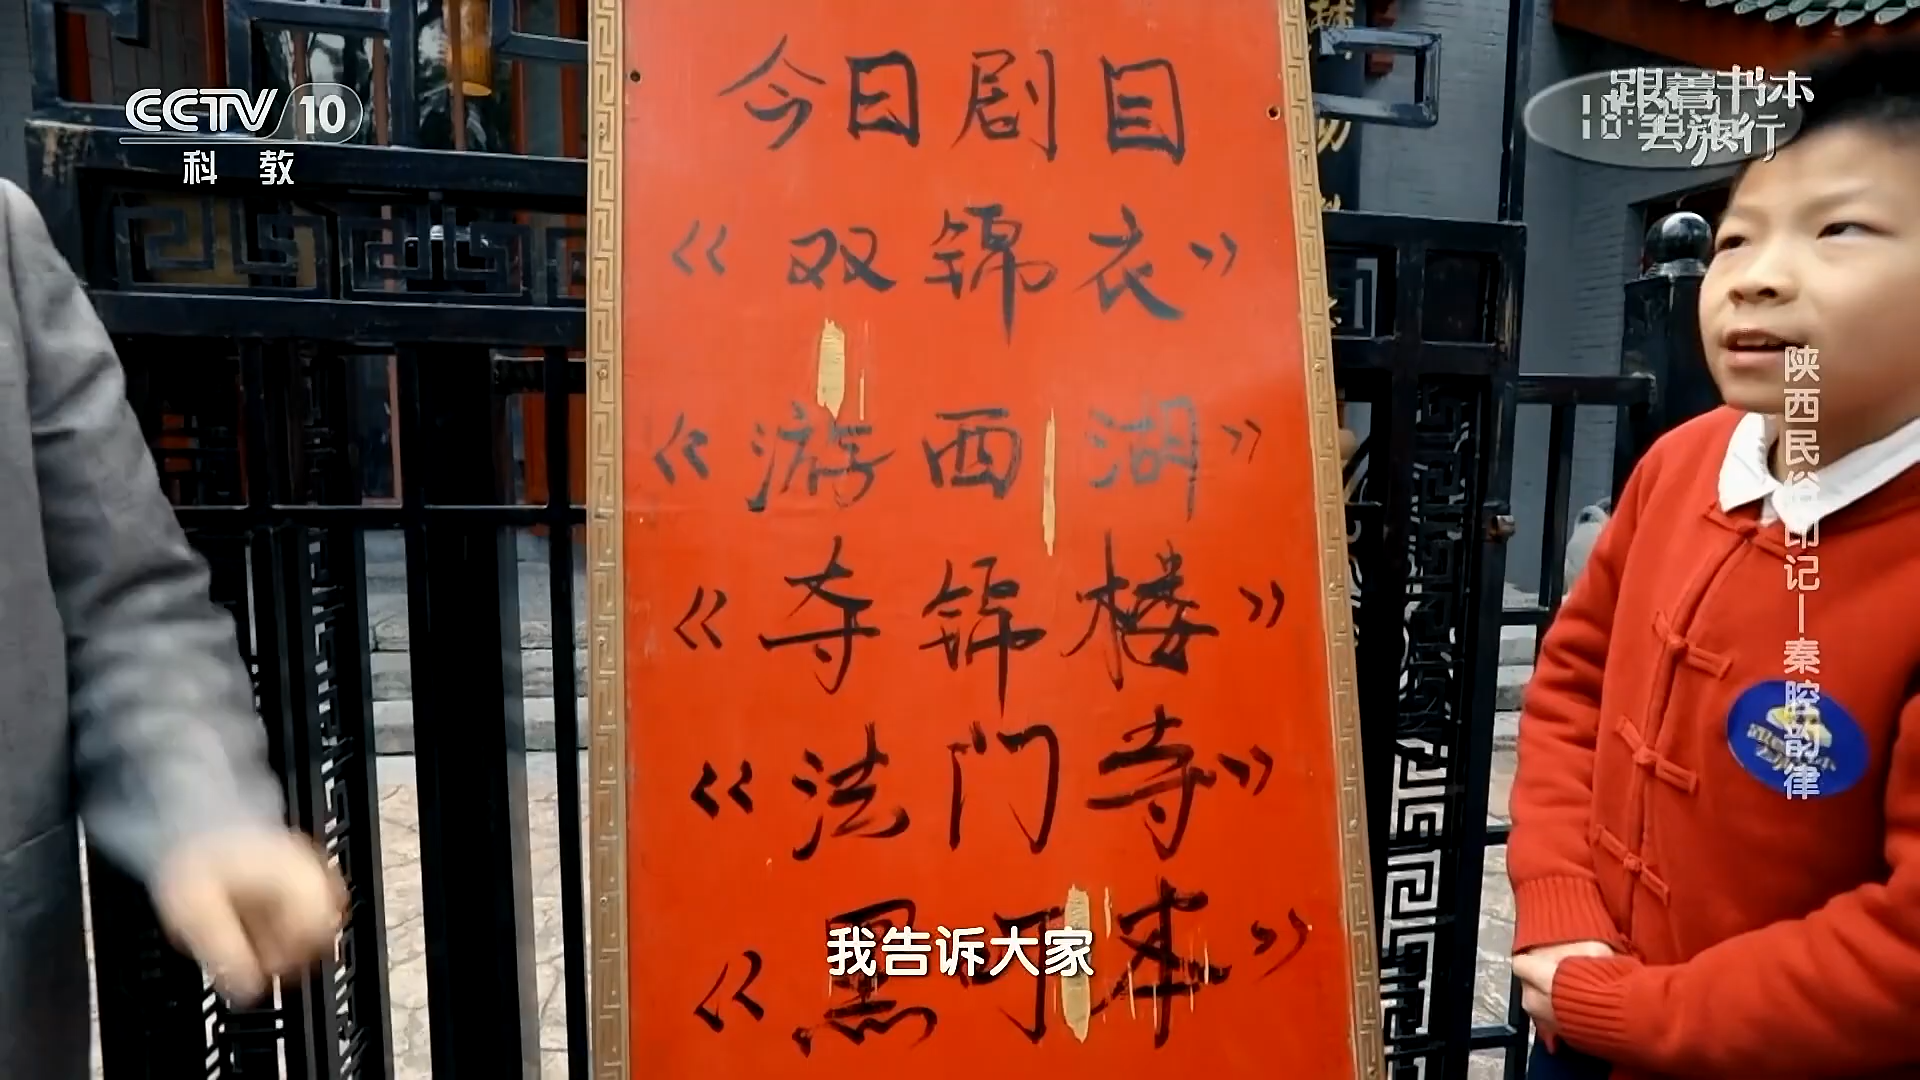 CCTV 10
科教
跟着书本
去旅行
今日剧目
《双锦衣》
《游西湖》
《夺锦楼》
《法门寺》
《黑叮本》
我告诉大家
陕西民俗印记—秦腔韵律